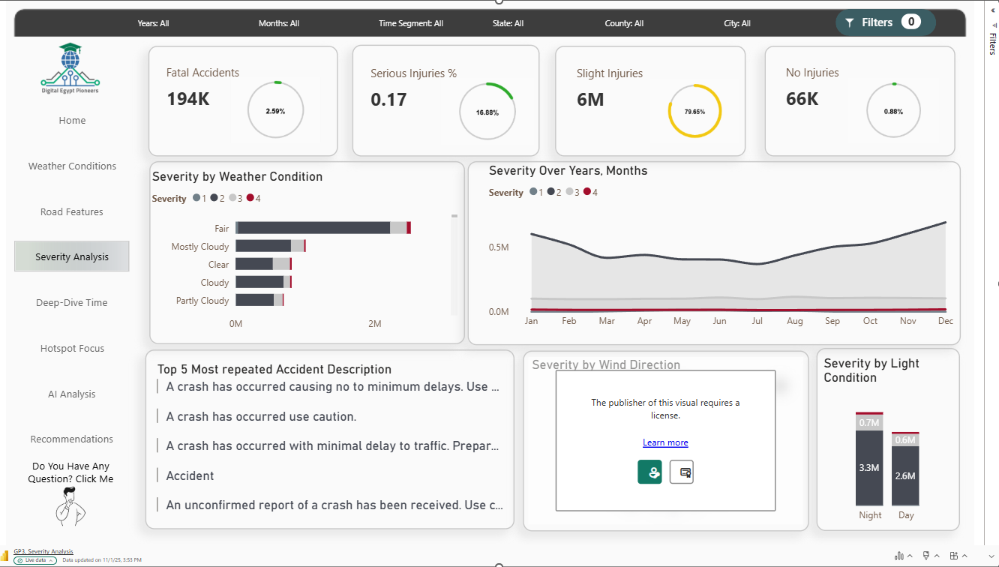 Years: All
Months: All
Time Segment: All
State: All
County: All
City: All
Filters
0
Filters
Digital Egypt Pioneers
Home
Weather Conditions
Road Features
Severity Analysis
Deep-Dive Time
Hotspot Focus
AI Analysis
Recommendations
Do You Have Any
Question? Click Me
Fatal Accidents
194K
2.59%
Serious Injuries %
0.17
16.88%
Slight Injuries
6M
79.65%
No Injuries
66K
0.88%
Severity by Weather Condition
Severity 1 2 3 4
Fair
Mostly Cloudy
Clear
Cloudy
Partly Cloudy
0M
2M
Severity Over Years, Months
Severity 1 2 3 4
0.5M
0.0M
Jan
Feb
Mar
Apr
May
Jun
Jul
Aug
Sep
Oct
Nov
Dec
Top 5 Most repeated Accident Description
A crash has occurred causing no to minimum delays. Use ...
A crash has occurred use caution.
A crash has occurred with minimal delay to traffic. Prepar...
Accident
An unconfirmed report of a crash has been received. Use c...
Severity by Wind Direction
The publisher of this visual requires a
license.
Learn more
Severity by Light
Condition
0.7M
3.3M
0.6M
2.6M
Night
Day
GP3, Severity Analysis
Live data
Data updated on 11/1/25, 3:53 PM